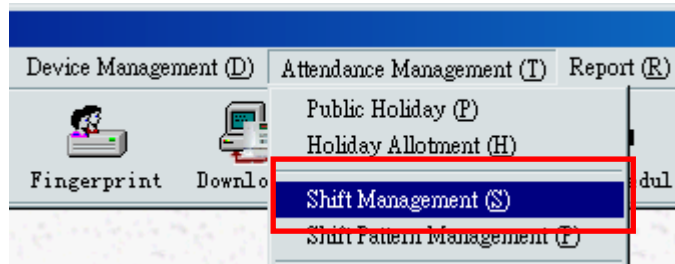 Device Management (D) Attendance Management (T) Report (R)
Public Holiday (P)
Holiday Allotment (H)
Fingerprint
Shift Management (S)
Shift Pattern Management (P)